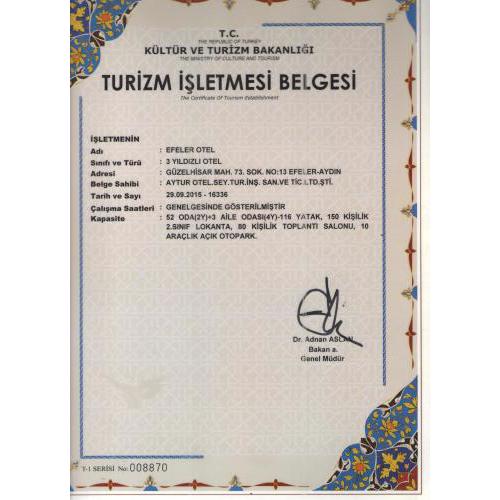 T.C.
THE REPUBLIC OF TURKEY
KÜLTÜR VE TURİZM BAKANLIĞI
THE MINISTRY OF CULTURE AND TOURISM
TURİZM İŞLETMESİ BELGESİ
The Certificate Of Tourism Establishment
İŞLETMENİN
Adı : EFELER OTEL
Sınıfı ve Türü : 3 YILDIZLI OTEL
Adresi : GÜZELHİSAR MAH. 73. SOK. NO:13 EFELER-AYDIN
Belge Sahibi : AYTUR OTEL.SEY.TUR.İNŞ. SAN.VE TİC.LTD.ŞTİ.
Tarih ve Sayı : 29.09.2015 - 16336
Çalışma Saatleri : GENELGESİNDE GÖSTERİLMİŞTİR
Kapasite : 52 ODA(2Y)+3 AİLE ODASI(4Y)-116 YATAK, 150 KİŞİLİK
2.SINIF LOKANTA, 80 KİŞİLİK TOPLANTI SALONU, 10
ARAÇLIK AÇIK OTOPARK.
Dr. Adnan ASLAN
Bakan a.
Genel Müdür
T-1 SERİSİ No: 008870